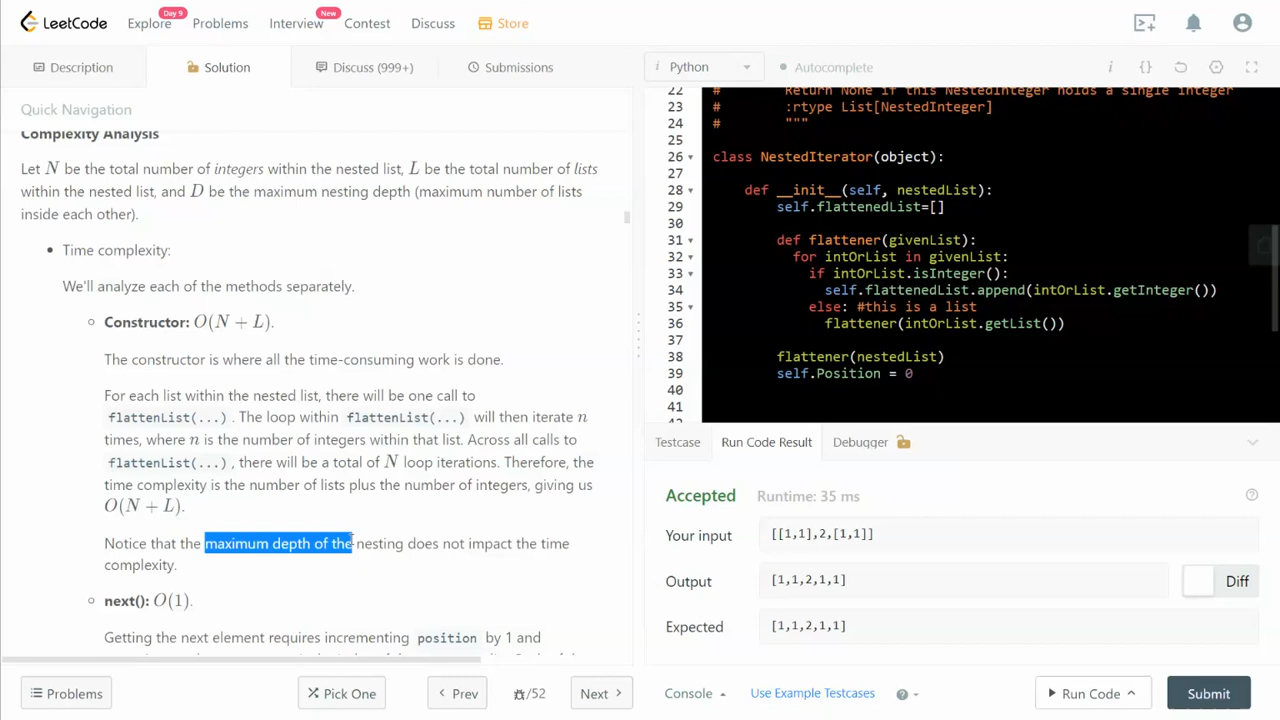 LeetCode
Explore
Day 9
Problems
Interview
New
Contest
Discuss
Store
Description
Solution
Discuss (999+)
Submissions
Quick Navigation
Complexity Analysis
Let N be the total number of integers within the nested list, L be the total number of lists
within the nested list, and D be the maximum nesting depth (maximum number of lists
inside each other).
Time complexity:
We'll analyze each of the methods separately.
Constructor: O(N + L).
The constructor is where all the time-consuming work is done.
For each list within the nested list, there will be one call to
flattenList(...) . The loop within flattenList(...) will then iterate n
times, where n is the number of integers within that list. Across all calls to
flattenList(...) , there will be a total of N loop iterations. Therefore, the
time complexity is the number of lists plus the number of integers, giving us
O(N + L).
Notice that the maximum depth of the nesting does not impact the time
complexity.
next(): O(1).
Getting the next element requires incrementing position by 1 and
Problems
Pick One
Prev
/52
Next
i Python
Autocomplete
22 # Return None if this NestedInteger holds a single integer
23 # :rtype List[NestedInteger]
24 # """
25
26 class NestedIterator(object):
27
28 def __init__(self, nestedList):
29 self.flattenedList=[]
30
31 def flattener(givenList):
32 for intOrList in givenList:
33 if intOrList.isInteger():
34 self.flattenedList.append(intOrList.getInteger())
35 else: #this is a list
36 flattener(intOrList.getList())
37
38 flattener(nestedList)
39 self.Position = 0
40
41
Testcase
Run Code Result
Debugger
Accepted
Runtime: 35 ms
Your input
[[1,1],2,[1,1]]
Output
[1,1,2,1,1]
Diff
Expected
[1,1,2,1,1]
Console
Use Example Testcases
Run Code
Submit